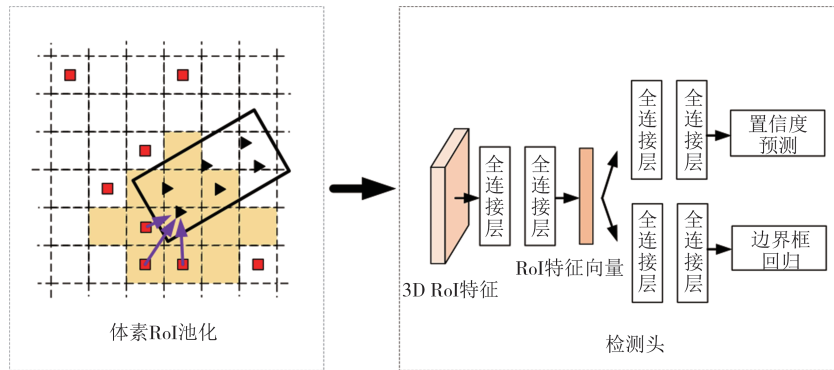 体素RoI池化
3D RoI特征
全连接层
全连接层
RoI特征向量
全连接层
全连接层
置信度
预测
全连接层
全连接层
边界框
回归
检测头